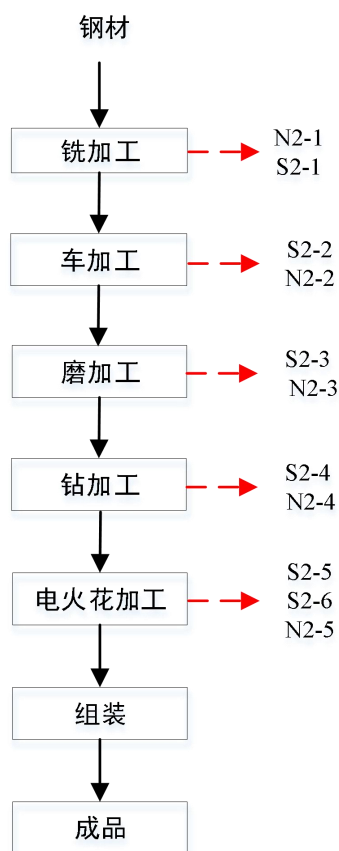 钢材
铣加工
N2-1
S2-1
车加工
S2-2
N2-2
磨加工
S2-3
N2-3
钻加工
S2-4
N2-4
电火花加工
S2-5
S2-6
N2-5
组装
成品